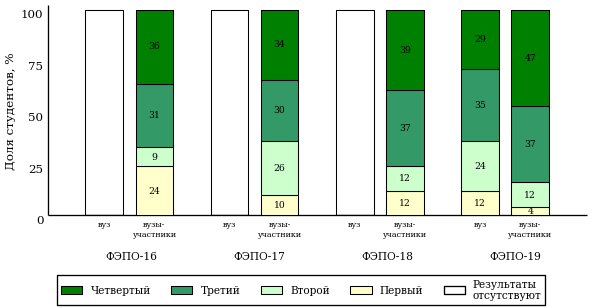 Доля студентов, %
100
75
50
25
0
36
31
9
24
34
30
26
10
39
37
12
12
29
35
24
12
47
37
12
4
вуз
вузы-
участники
вуз
вузы-
участники
вуз
вузы-
участники
вуз
вузы-
участники
ФЭПО-16
ФЭПО-17
ФЭПО-18
ФЭПО-19
Четвертый
Третий
Второй
Первый
Результаты
отсутствуют